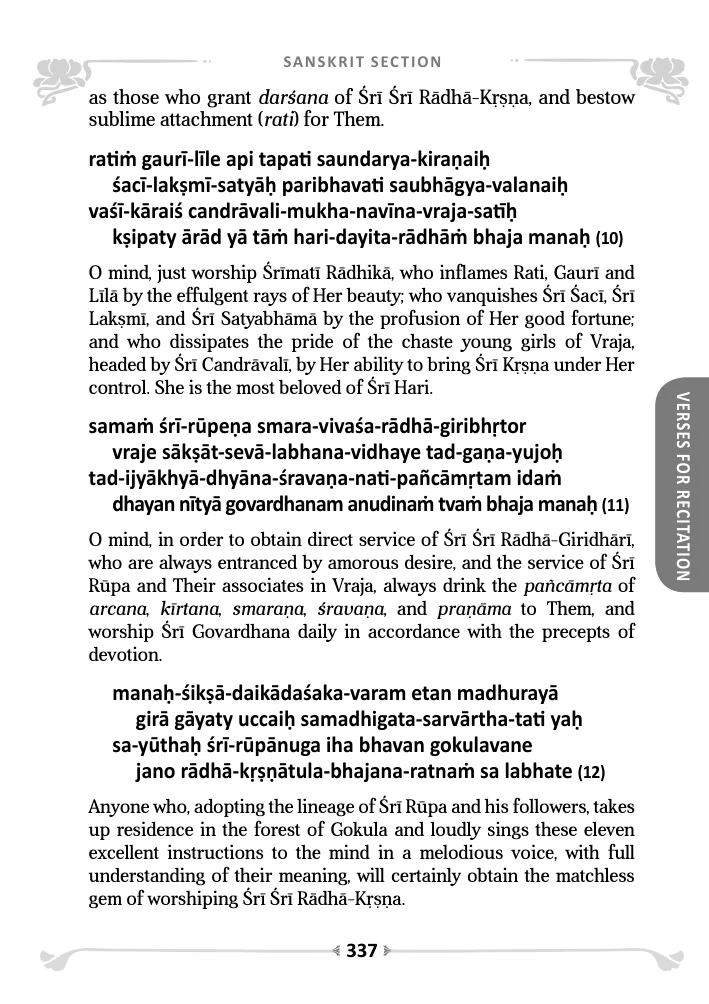 SANSKRIT SECTION
as those who grant darśana of Śrī Śrī Rādhā-Kṛṣṇa, and bestow
sublime attachment (rati) for Them.
ratiṁ gaurī-līle api tapati saundarya-kiraṇaiḥ
śacī-lakṣmī-satyāḥ paribhavati saubhāgya-valanaiḥ
vaśī-kāraiś candrāvali-mukha-navīna-vraja-satīḥ
kṣipaty ārād yā tāṁ hari-dayita-rādhāṁ bhaja manaḥ (10)
O mind, just worship Śrīmatī Rādhikā, who inflames Rati, Gaurī and
Līlā by the effulgent rays of Her beauty; who vanquishes Śrī Śacī, Śrī
Lakṣmī, and Śrī Satyabhāmā by the profusion of Her good fortune;
and who dissipates the pride of the chaste young girls of Vraja,
headed by Śrī Candrāvalī, by Her ability to bring Śrī Kṛṣṇa under Her
control. She is the most beloved of Śrī Hari.
samaṁ śrī-rūpeṇa smara-vivaśa-rādhā-giribhṛtor
vraje sākṣāt-sevā-labhana-vidhaye tad-gaṇa-yujoḥ
tad-ijyākhyā-dhyāna-śravaṇa-nati-pañcāmṛtam idaṁ
dhayan nītyā govardhanam anudinaṁ tvaṁ bhaja manaḥ (11)
O mind, in order to obtain direct service of Śrī Śrī Rādhā-Giridhārī,
who are always entranced by amorous desire, and the service of Śrī
Rūpa and Their associates in Vraja, always drink the pañcāmṛta of
arcana, kīrtana, smaraṇa, śravaṇa, and praṇāma to Them, and
worship Śrī Govardhana daily in accordance with the precepts of
devotion.
manaḥ-śikṣā-daikādaśaka-varam etan madhurayā
girā gāyaty uccaiḥ samadhigata-sarvārtha-tati yaḥ
sa-yūthaḥ śrī-rūpānuga iha bhavan gokulavane
jano rādhā-kṛṣṇātula-bhajana-ratnaṁ sa labhate (12)
Anyone who, adopting the lineage of Śrī Rūpa and his followers, takes
up residence in the forest of Gokula and loudly sings these eleven
excellent instructions to the mind in a melodious voice, with full
understanding of their meaning, will certainly obtain the matchless
gem of worshiping Śrī Śrī Rādhā-Kṛṣṇa.
VERSES FOR RECITATION
337